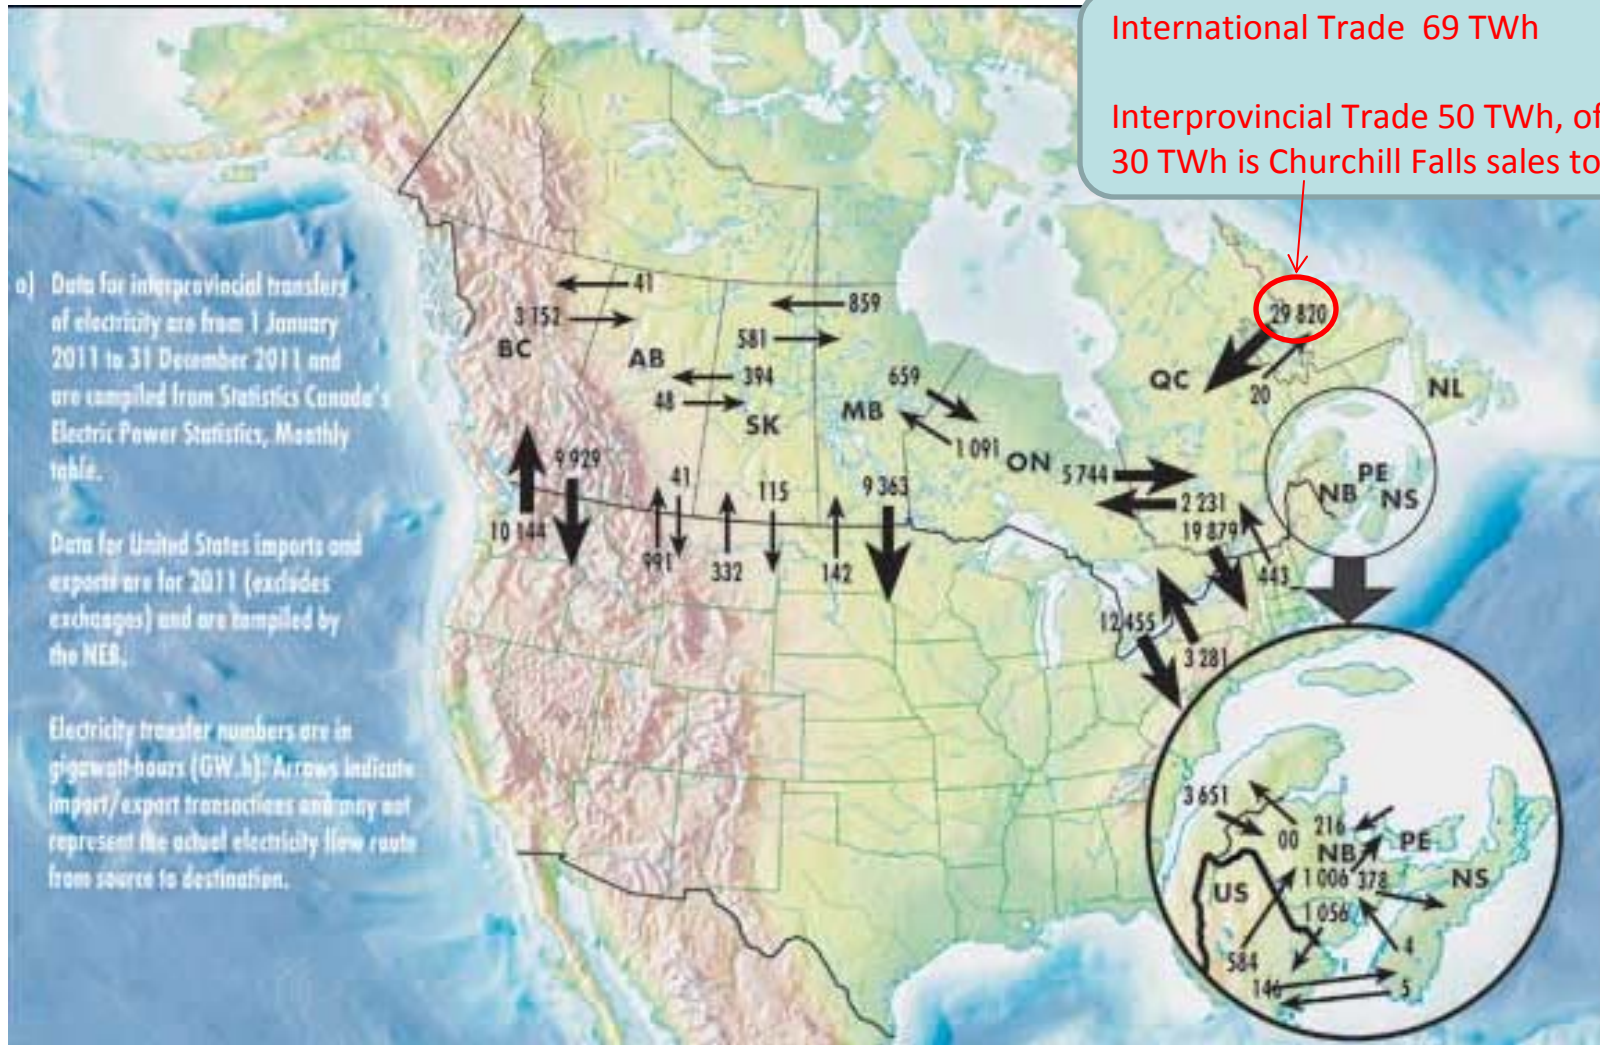 International Trade 69 TWh
Interprovincial Trade 50 TWh, of
30 TWh is Churchill Falls sales to
a) Data for interprovincial transfers
of electricity are from 1 January
2011 to 31 December 2011 and
are compiled from Statistics Canada's
Electric Power Statistics, Monthly
table.
Data for United States imports and
exports are for 2011 (excludes
exchanges) and are compiled by
the NEB.
Electricity transfer numbers are in
gigawatt-hours (GW.h). Arrows indicate
import/export transactions and may not
represent the actual electricity flow route
from source to destination.
41
3 152
BC
AB
859
581
394
48
SK
659
MB
1 091
ON
29 820
QC
20
NL
5 744
2 231
19 879
443
PE
NB
NS
9 929
10 144
41
991
115
332
9 363
142
12 455
3 281
3 651
00
216
NB
PE
1 006
378
NS
US
1 056
584
4
146
5